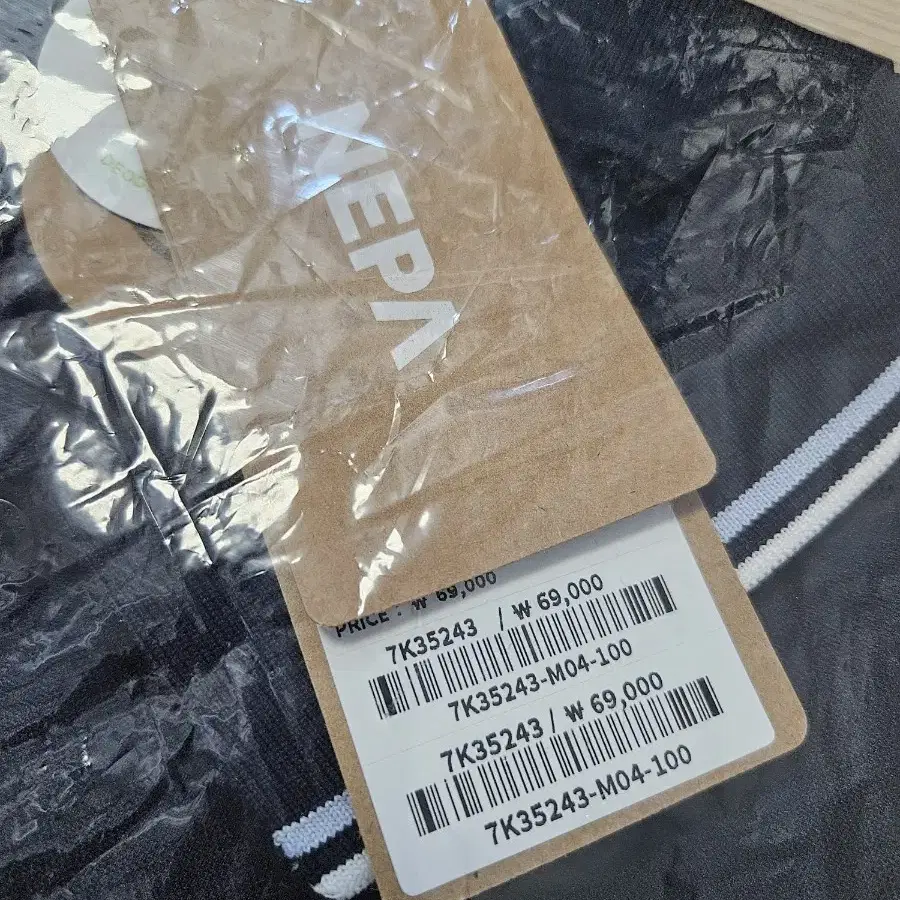 NEPA
PRICE : ₩ 69,000
7K35243 / ₩ 69,000
7K35243-M04-100
7K35243 / ₩ 69,000
7K35243-M04-100